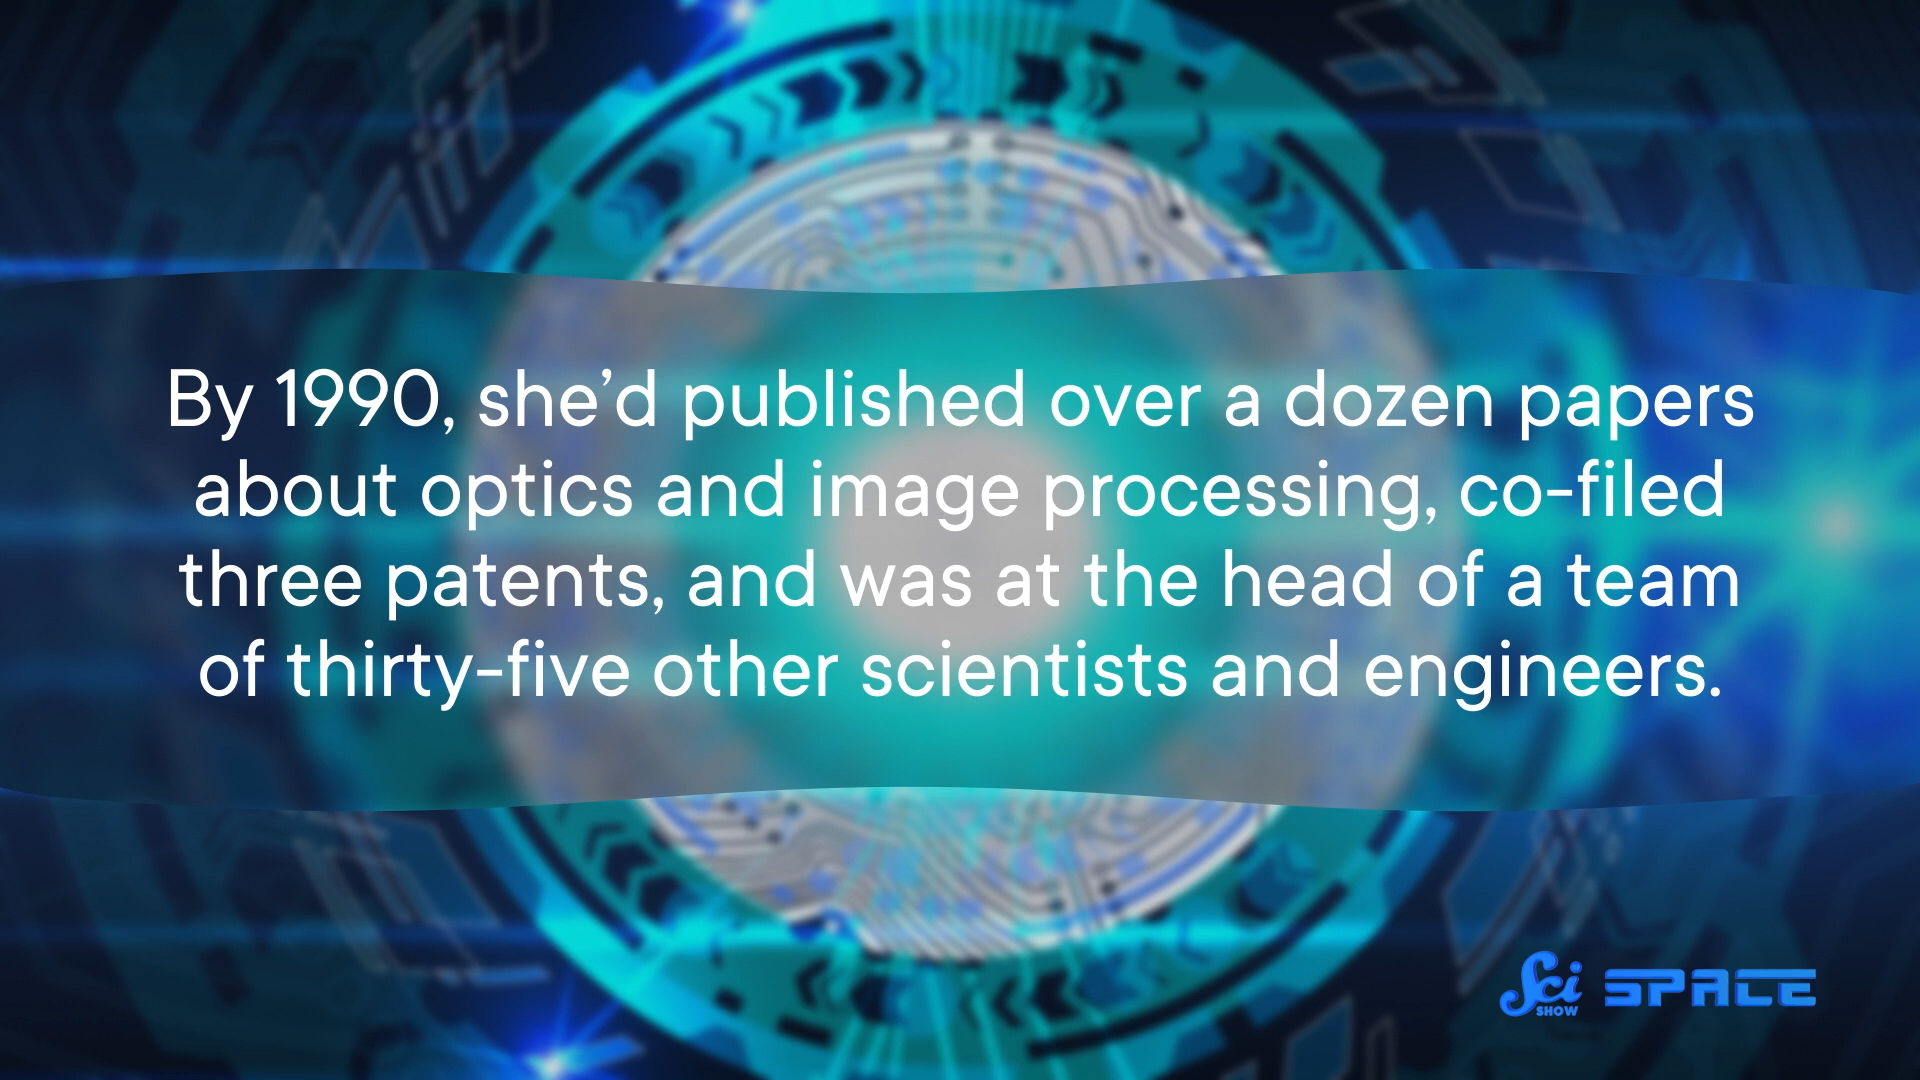 By 1990, she’d published over a dozen papers
about optics and image processing, co-filed
three patents, and was at the head of a team
of thirty-five other scientists and engineers.
Sci SHOW SPACE